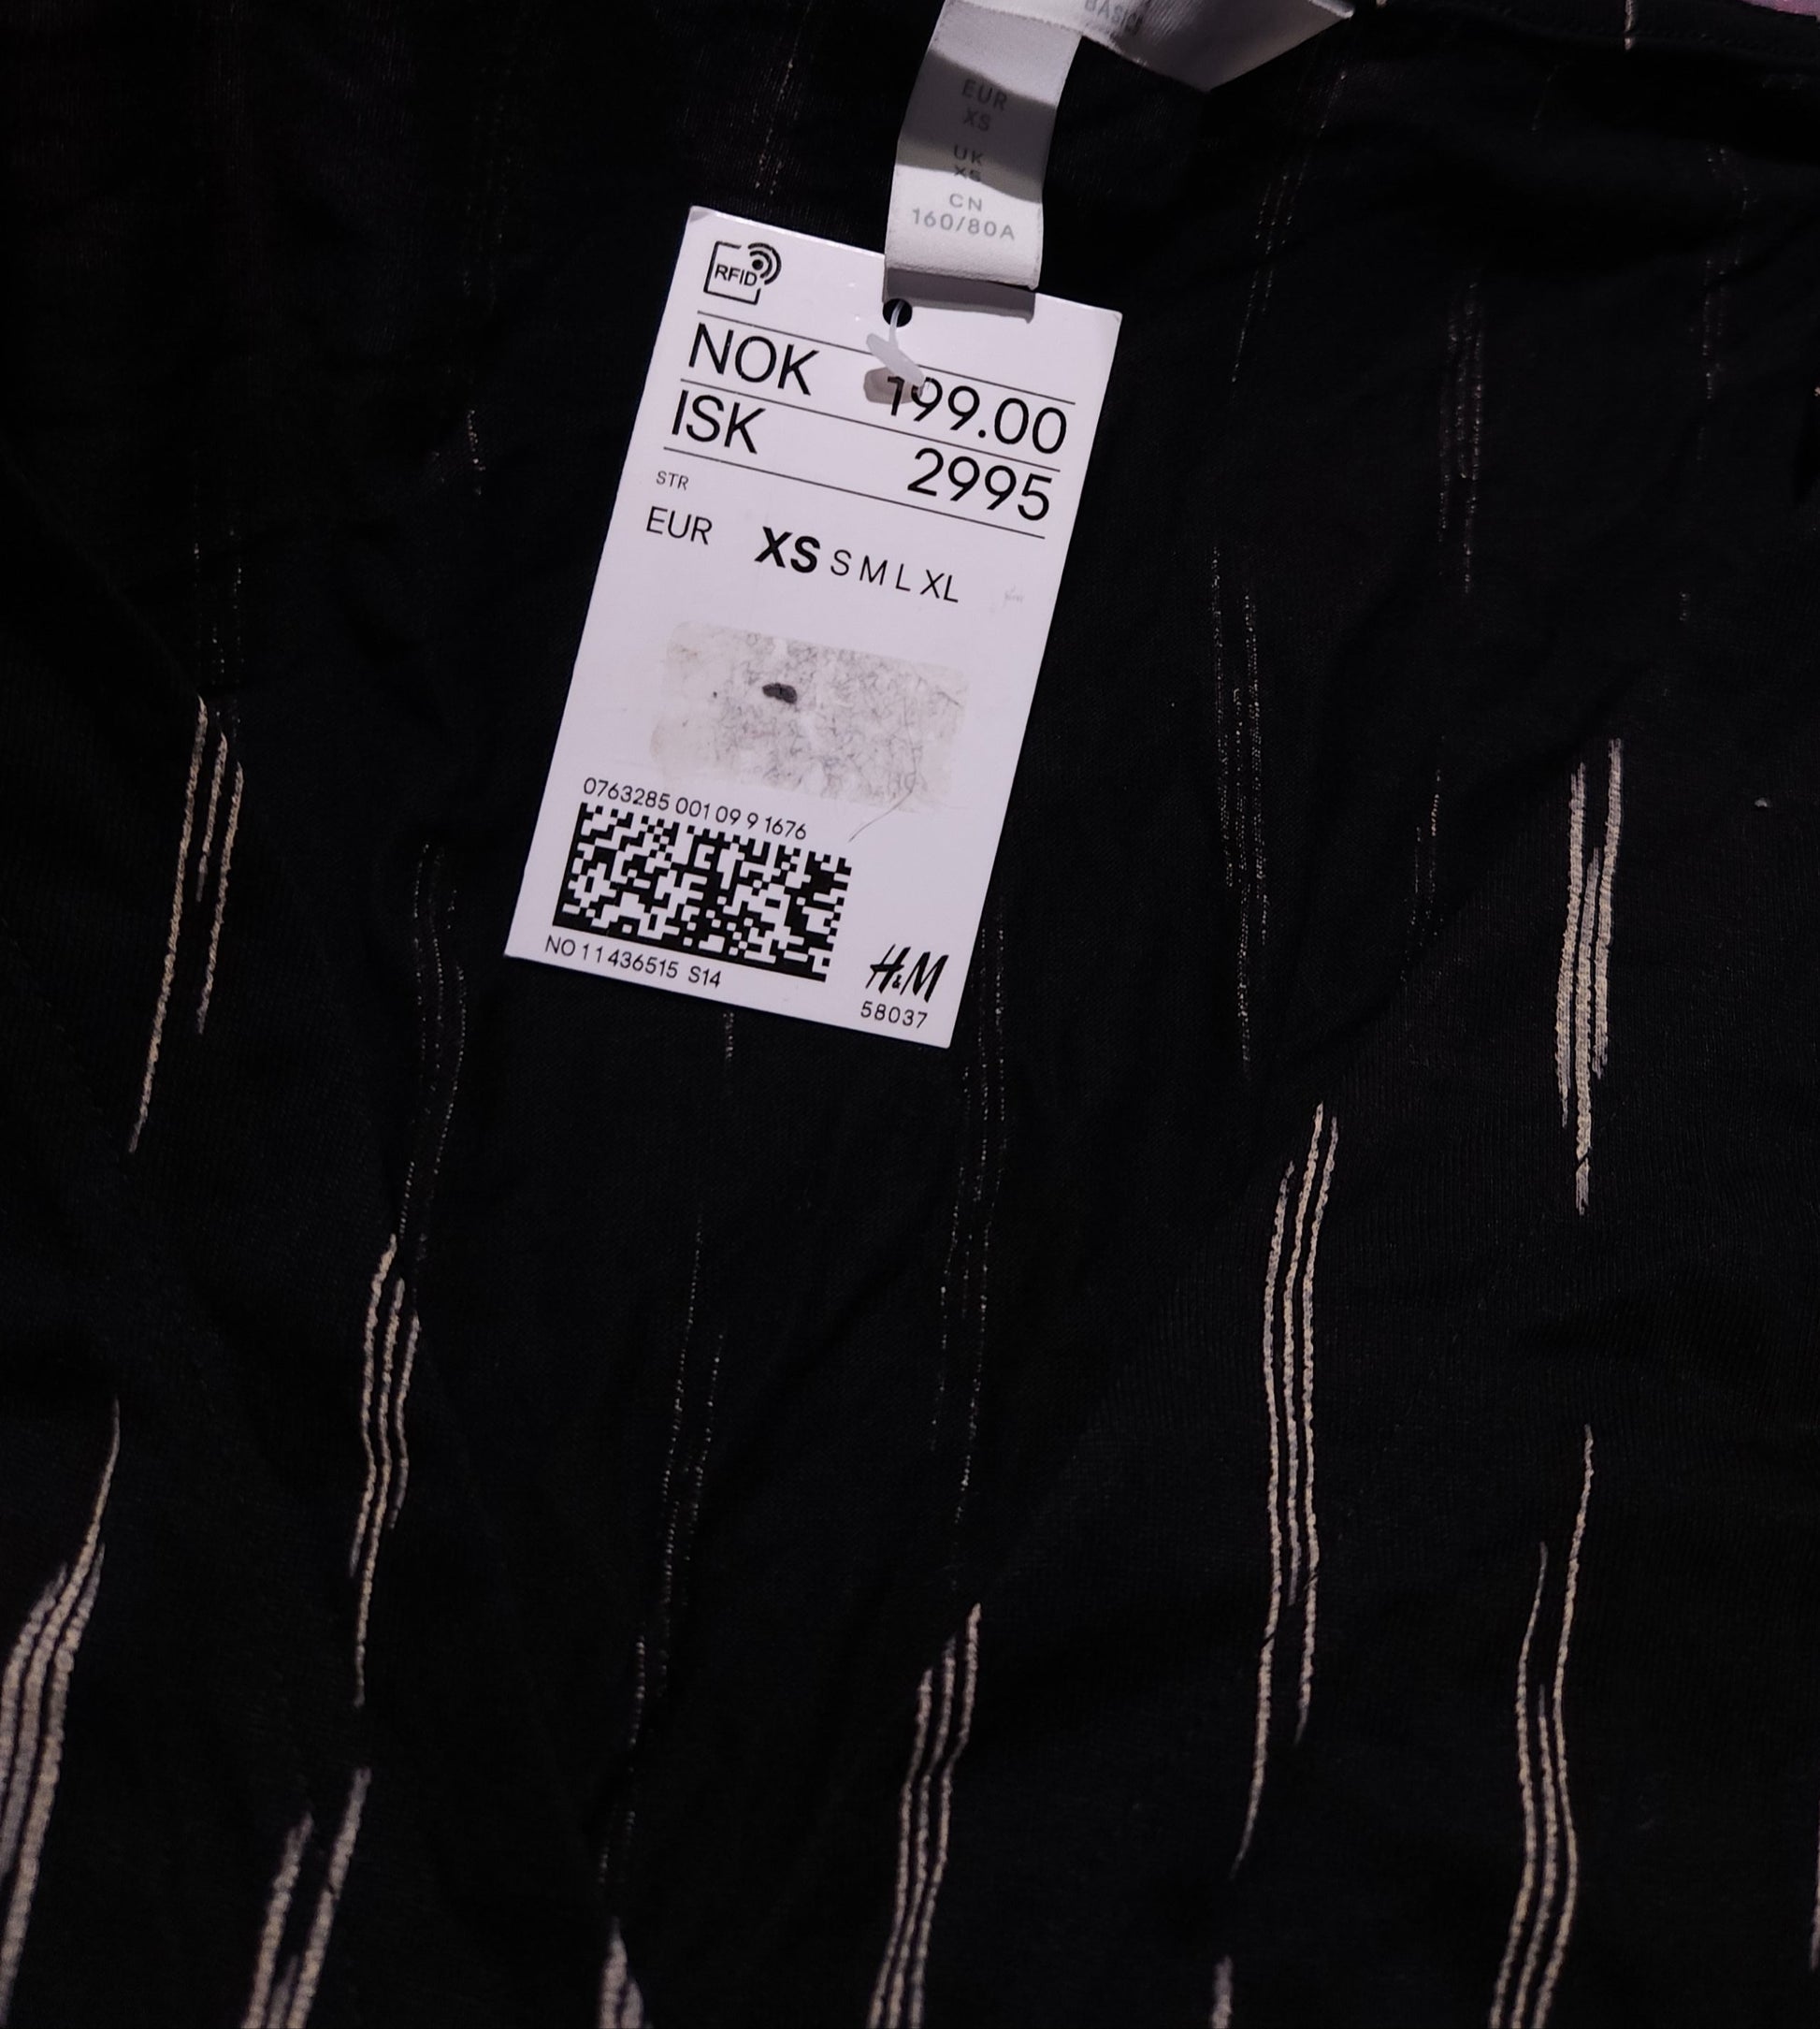 BASIC
EUR
XS
UK
XS
CN
160/80A
RFID
NOK 199.00
ISK 2995
STR
EUR XS S M L XL
0763285 001 09 9 1676
NO 11436515 S14
H&M
58037